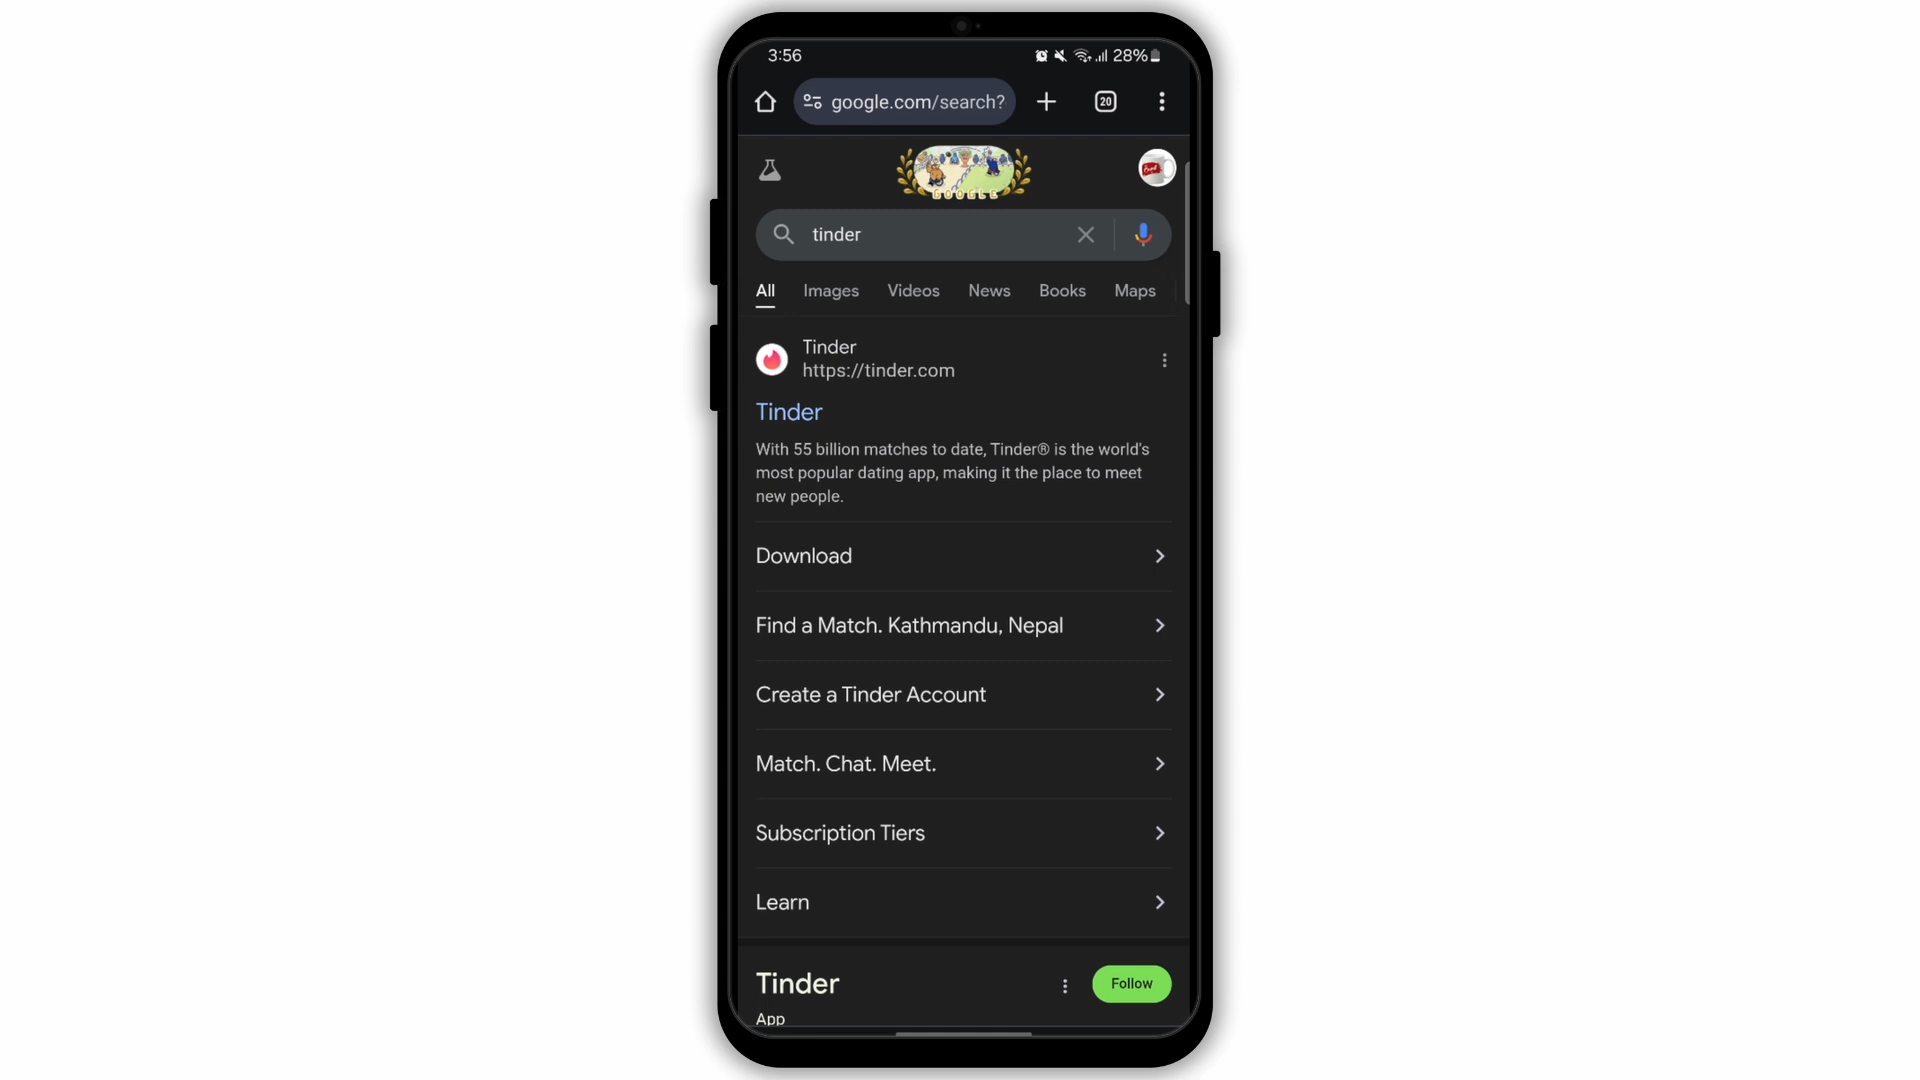 3:56
28%
google.com/search?
20
GOOGLE
tinder
All Images Videos News Books Maps
Tinder
https://tinder.com
Tinder
With 55 billion matches to date, Tinder® is the world's
most popular dating app, making it the place to meet
new people.
Download
Find a Match. Kathmandu, Nepal
Create a Tinder Account
Match. Chat. Meet.
Subscription Tiers
Learn
Tinder
Follow
App